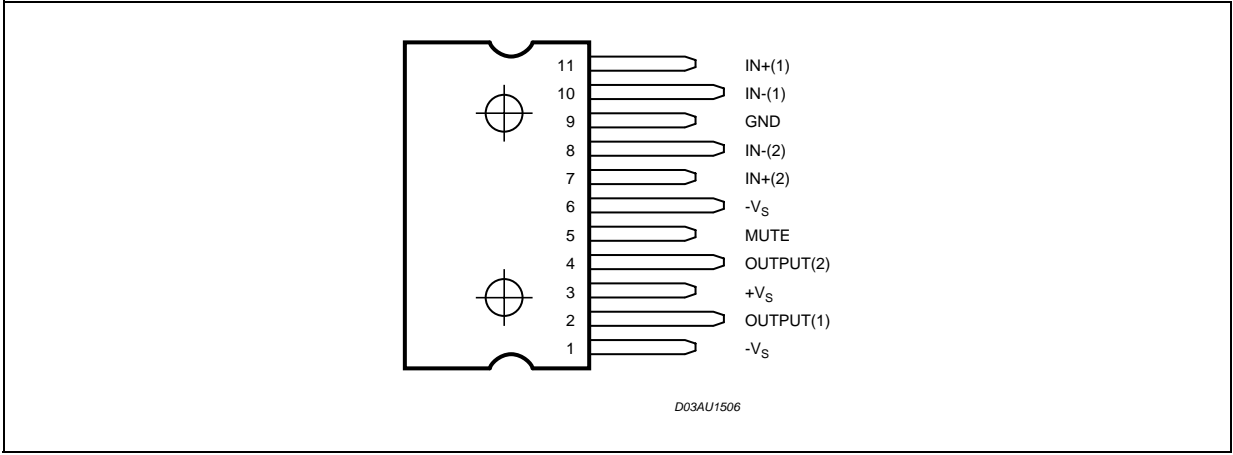 11 IN+(1)
10 IN-(1)
9 GND
8 IN-(2)
7 IN+(2)
6 -VS
5 MUTE
4 OUTPUT(2)
3 +VS
2 OUTPUT(1)
1 -VS
D03AU1506